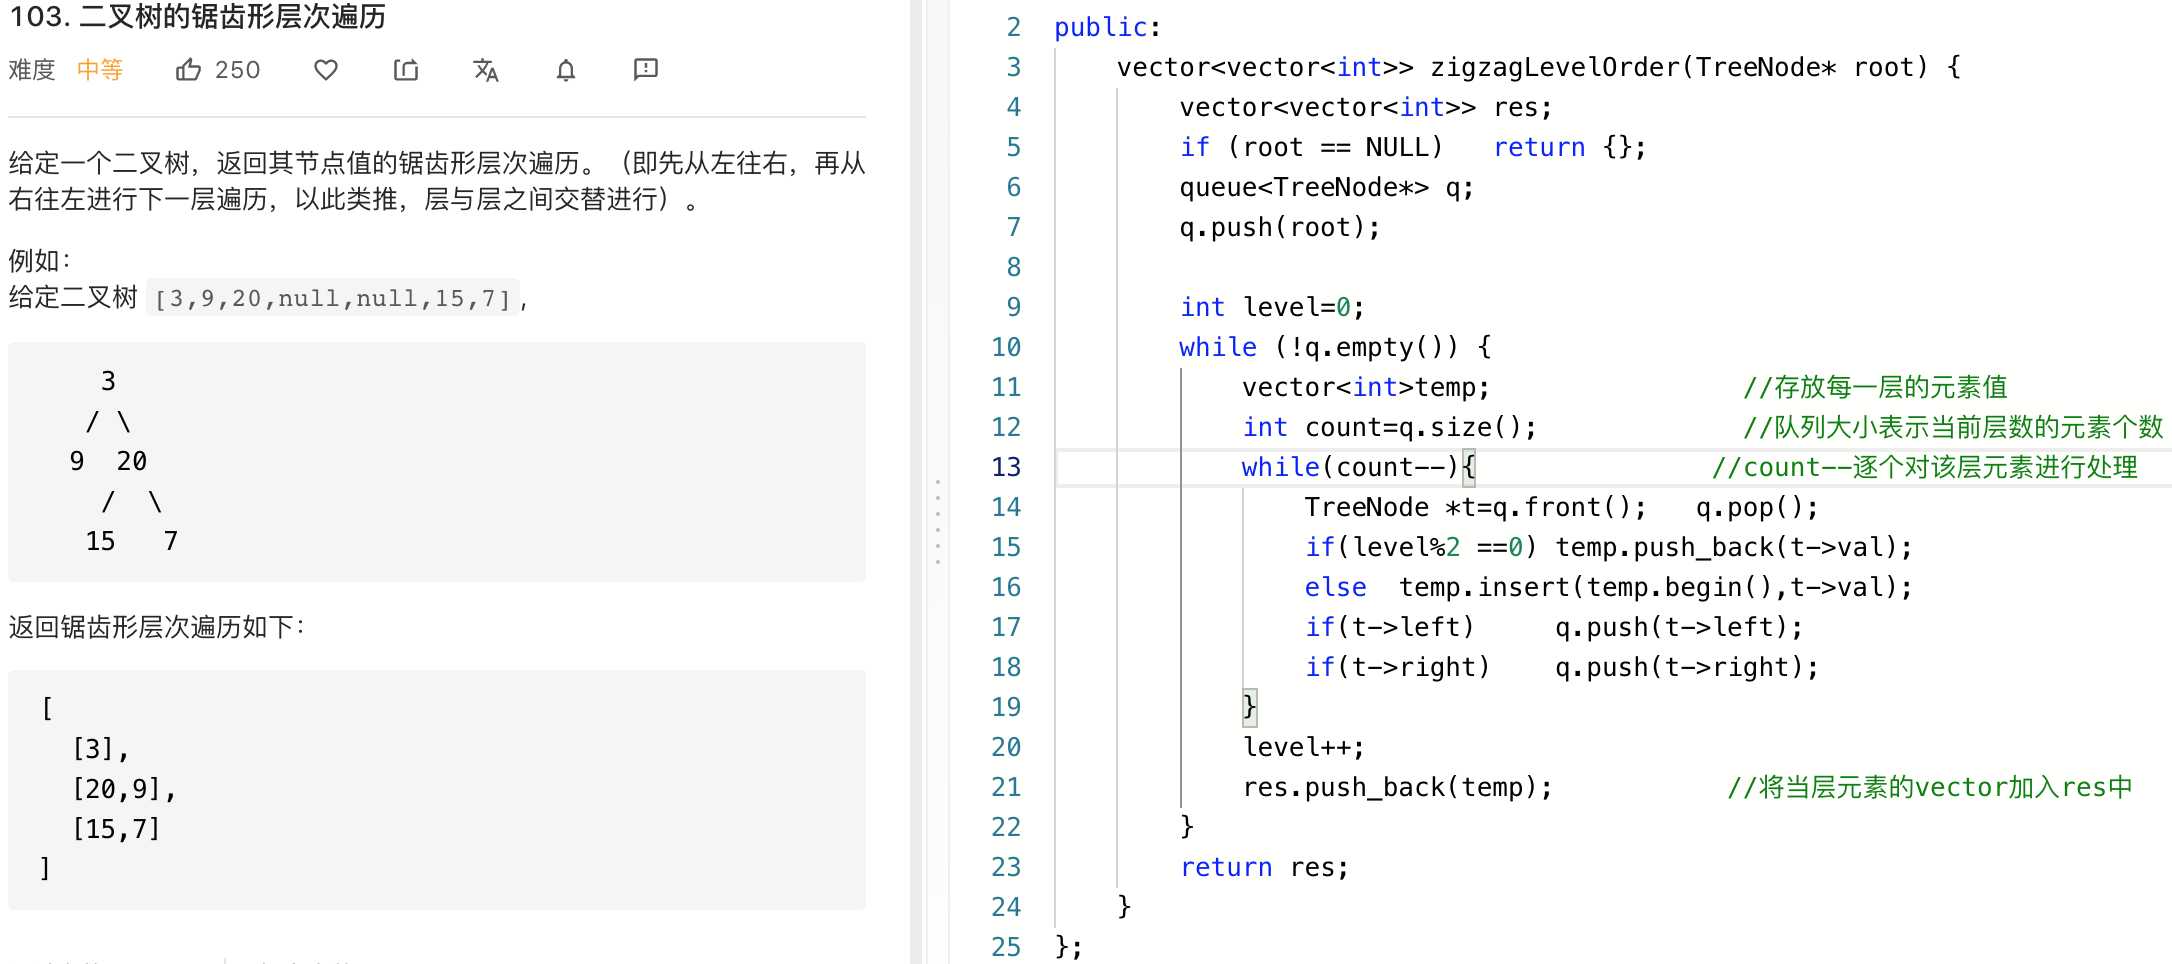 103. 二叉树的锯齿形层次遍历
难度 中等 250
给定一个二叉树，返回其节点值的锯齿形层次遍历。（即先从左往右，再从
右往左进行下一层遍历，以此类推，层与层之间交替进行）。
例如：
给定二叉树 [3,9,20,null,null,15,7],
3
/ \
9  20
/  \
15   7
返回锯齿形层次遍历如下：
[
[3],
[20,9],
[15,7]
]
2 public:
3 vector<vector<int>> zigzagLevelOrder(TreeNode* root) {
4 vector<vector<int>> res;
5 if (root == NULL)   return {};
6 queue<TreeNode*> q;
7 q.push(root);
8
9 int level=0;
10 while (!q.empty()) {
11 vector<int>temp; //存放每一层的元素值
12 int count=q.size(); //队列大小表示当前层数的元素个数
13 while(count--){ //count--逐个对该层元素进行处理
14 TreeNode *t=q.front();   q.pop();
15 if(level%2 ==0) temp.push_back(t->val);
16 else  temp.insert(temp.begin(),t->val);
17 if(t->left)     q.push(t->left);
18 if(t->right)    q.push(t->right);
19 }
20 level++;
21 res.push_back(temp); //将当层元素的vector加入res中
22 }
23 return res;
24 }
25 };